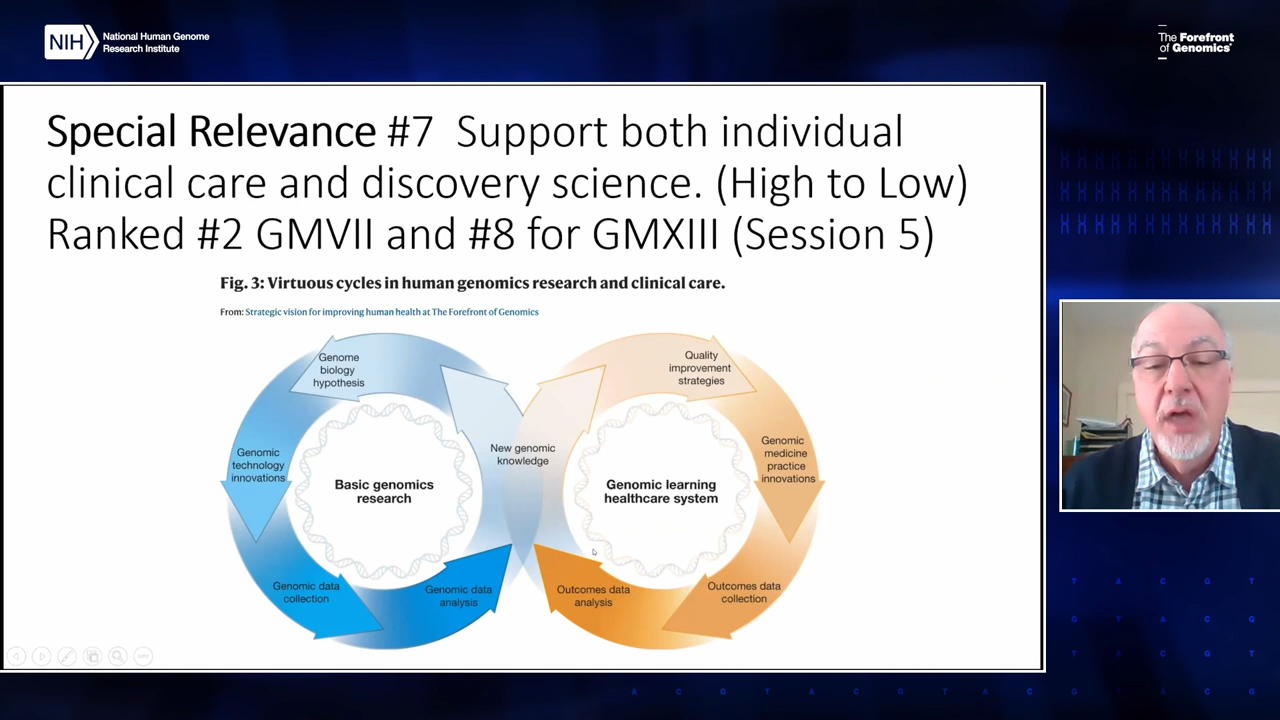 NIH
National Human Genome
Research Institute
The Forefront
of Genomics
Special Relevance #7 Support both individual
clinical care and discovery science. (High to Low)
Ranked #2 GMVII and #8 for GMXIII (Session 5)
Fig. 3: Virtuous cycles in human genomics research and clinical care.
From: Strategic vision for improving human health at The Forefront of Genomics
Genome
biology
hypothesis
Genomic
technology
innovations
Genomic data
collection
Genomic data
analysis
Basic genomics
research
New genomic
knowledge
Quality
improvement
strategies
Genomic
medicine
practice
innovations
Outcomes data
collection
Outcomes data
analysis
Genomic learning
healthcare system
T A C G T
G T A C G
T A C G T
A C G T A C G T A C G T A C G T